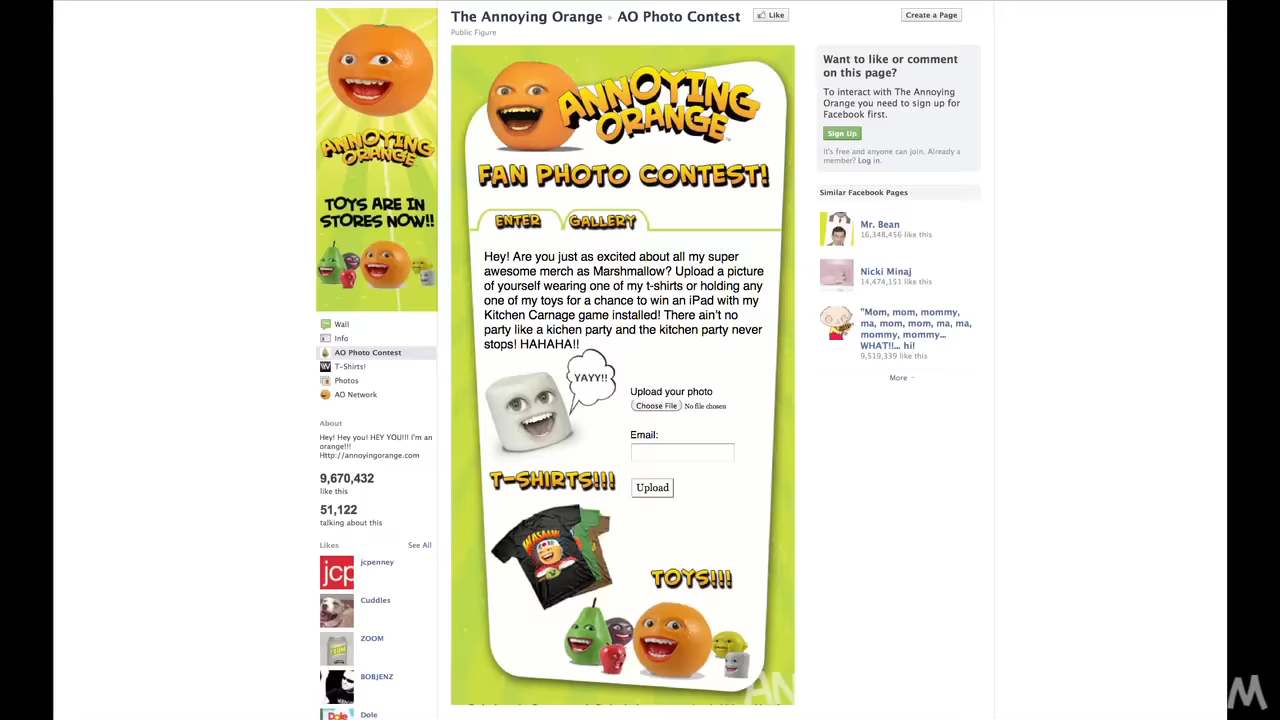 The Annoying Orange ▸ AO Photo Contest
Like
Create a Page
Public Figure
ANNOYING
ORANGE
TOYS ARE IN
STORES NOW!!
Wall
Info
AO Photo Contest
T-Shirts!
Photos
AO Network
About
Hey! Hey you! HEY YOU!!! I'm an
orange!!!
Http://annoyingorange.com
9,670,432
like this
51,122
talking about this
Likes
See All
jcp
jcpenney
Cuddles
ZOOM
BOBJENZ
Dole
Dole
ANNOYING
ORANGE™
FAN PHOTO CONTEST!
ENTER
GALLERY
Hey! Are you just as excited about all my super
awesome merch as Marshmallow? Upload a picture
of yourself wearing one of my t-shirts or holding any
one of my toys for a chance to win an iPad with my
Kitchen Carnage game installed! There ain't no
party like a kichen party and the kitchen party never
stops! HAHAHA!!
YAYY!!
Upload your photo
Choose File
No file chosen
Email:
Upload
T-SHIRTS!!!
TOYS!!!
Want to like or comment
on this page?
To interact with The Annoying
Orange you need to sign up for
Facebook first.
Sign Up
It's free and anyone can join. Already a
member? Log in.
Similar Facebook Pages
Mr. Bean
16,348,456 like this
Nicki Minaj
14,474,151 like this
"Mom, mom, mommy,
ma, mom, mom, ma, ma,
mommy, mommy...
WHAT!!... hi!
9,519,339 like this
More